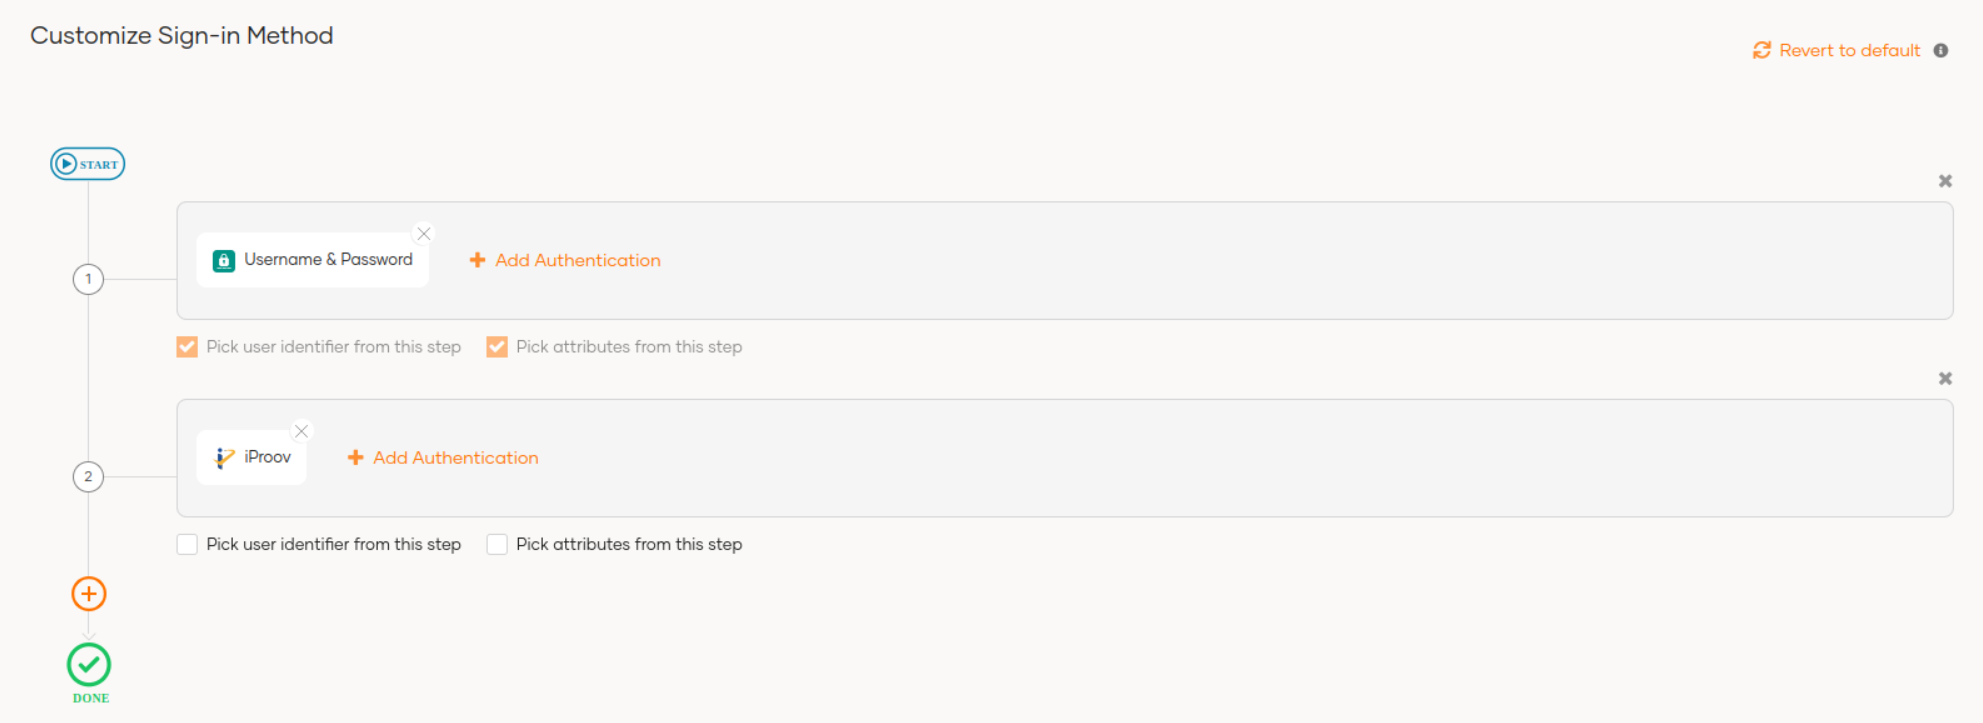 Customize Sign-in Method
Revert to default
START
1
Username & Password
Add Authentication
Pick user identifier from this step
Pick attributes from this step
2
iProov
Add Authentication
Pick user identifier from this step
Pick attributes from this step
DONE